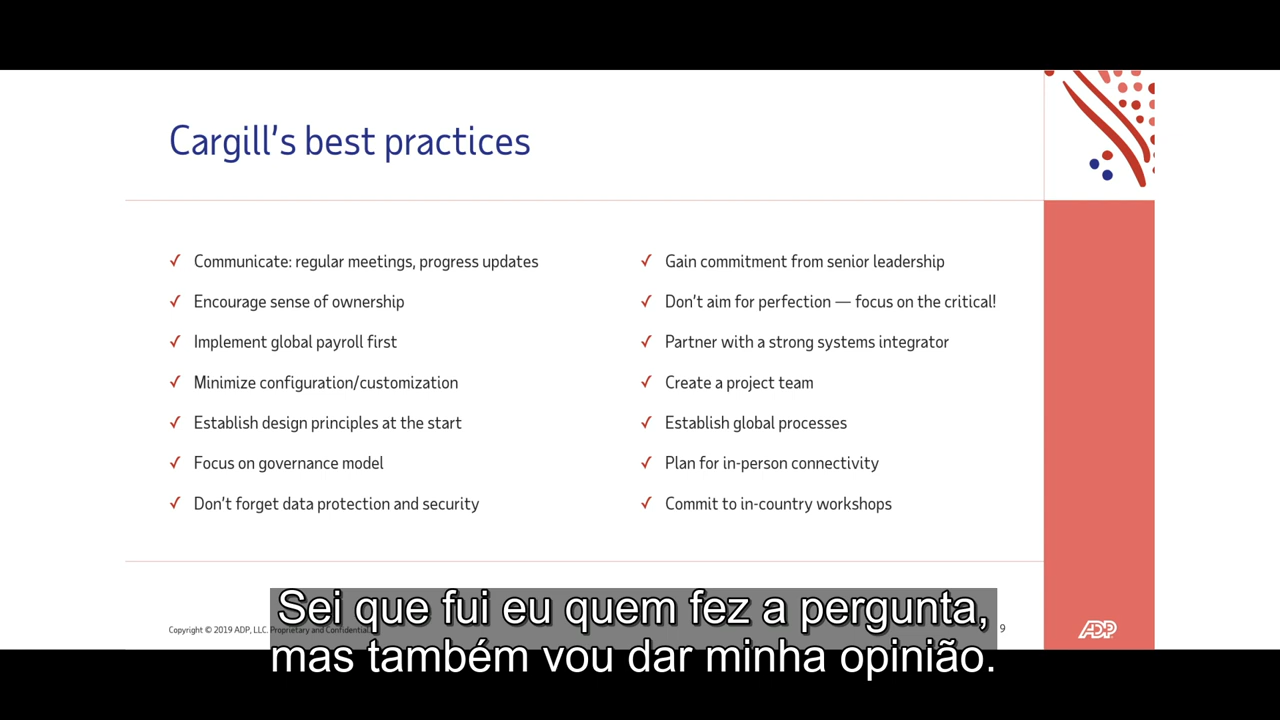 Cargill's best practices
✓ Communicate: regular meetings, progress updates
✓ Encourage sense of ownership
✓ Implement global payroll first
✓ Minimize configuration/customization
✓ Establish design principles at the start
✓ Focus on governance model
✓ Don't forget data protection and security
✓ Gain commitment from senior leadership
✓ Don't aim for perfection — focus on the critical!
✓ Partner with a strong systems integrator
✓ Create a project team
✓ Establish global processes
✓ Plan for in-person connectivity
✓ Commit to in-country workshops
Copyright © 2019 ADP, LLC. Proprietary and Confidential.
9
ADP
Sei que fui eu quem fez a pergunta,
mas também vou dar minha opinião.